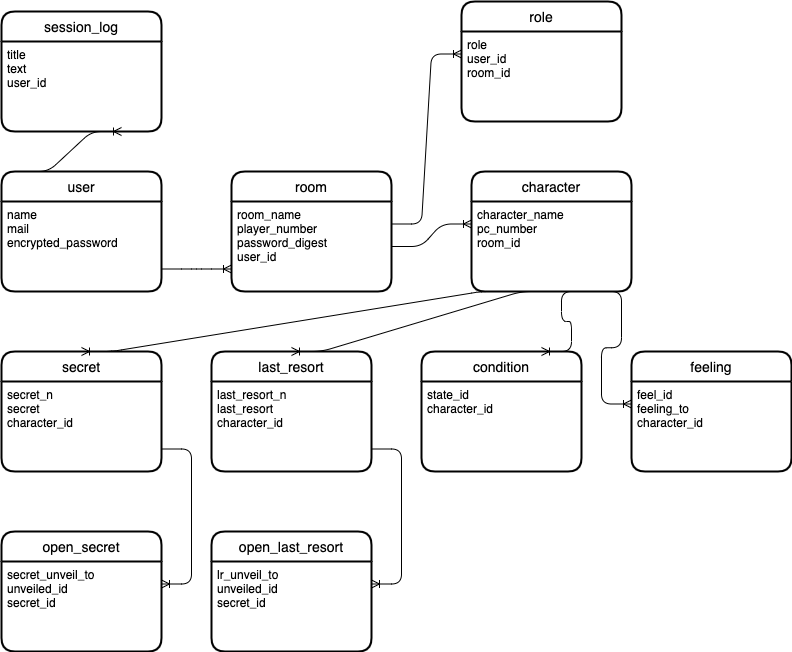 session_log
title
text
user_id
role
role
user_id
room_id
user
name
mail
encrypted_password
room
room_name
player_number
password_digest
user_id
character
character_name
pc_number
room_id
secret
secret_n
secret
character_id
last_resort
last_resort_n
last_resort
character_id
condition
state_id
character_id
feeling
feel_id
feeling_to
character_id
open_secret
secret_unveil_to
unveiled_id
secret_id
open_last_resort
lr_unveil_to
unveiled_id
secret_id